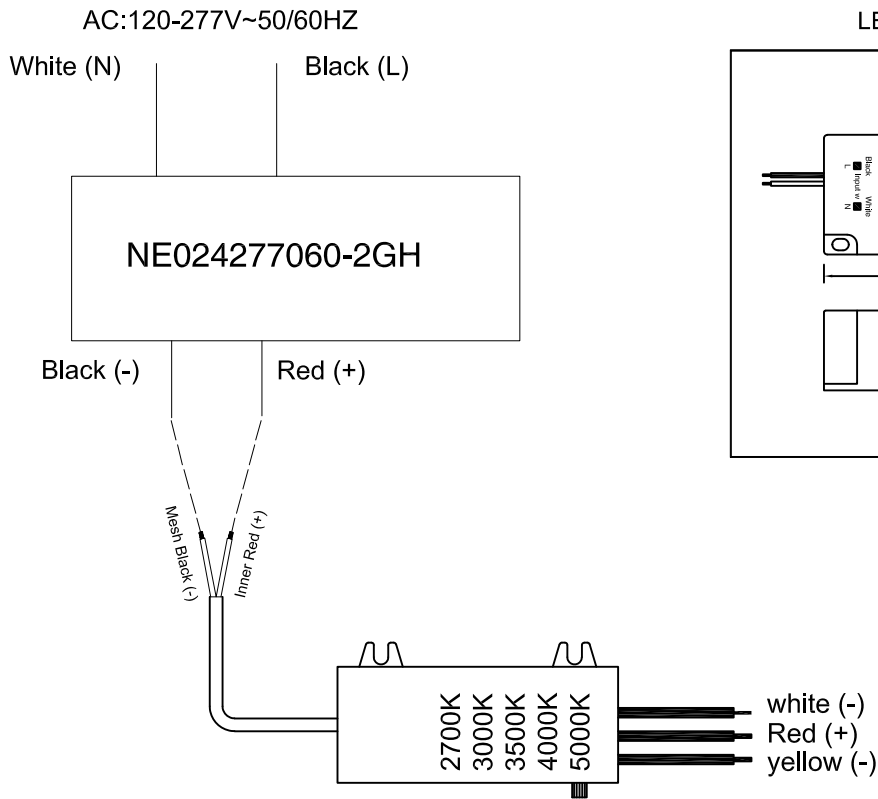 AC:120-277V~50/60HZ
LE
White (N)
Black (L)
Black
L
Input w
White
N
NE024277060-2GH
Black (-)
Red (+)
Mesh Black (-)
Inner Red (+)
2700K
3000K
3500K
4000K
5000K
white (-)
Red (+)
yellow (-)